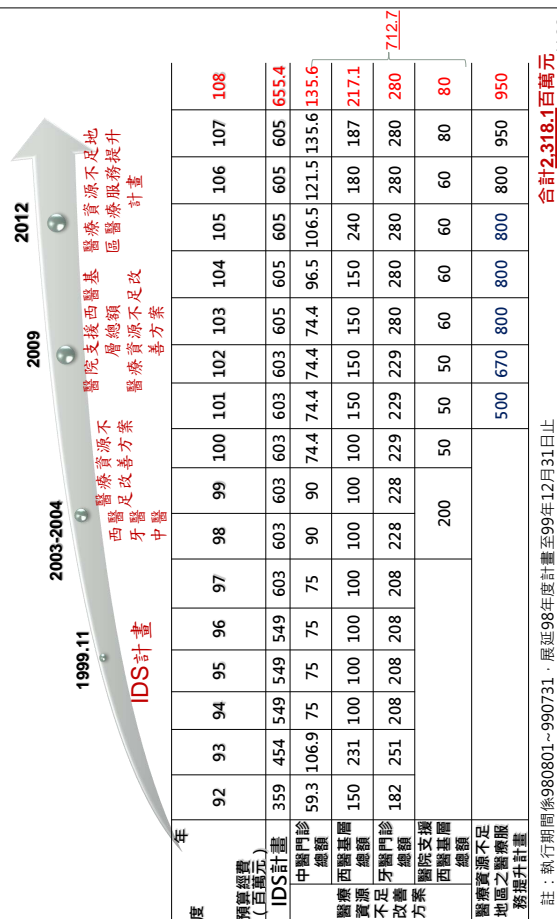 1999.11
IDS計畫
2003-2004
醫療資源不
足改善方案
西醫
牙醫
中醫
2009
醫院支援西醫基
層總額
醫療資源不足改
善方案
2012
醫療資源不足地
區醫療服務提升
計畫
年度 92 93 94 95 96 97 98 99 100 101 102 103 104 105 106 107 108
預算經費
(百萬元)
IDS計畫 359 454 549 549 549 603 603 603 603 603 603 605 605 605 605 605 655.4
醫療資源不足改善方案
中醫門診總額 59.3 106.9 75 75 75 75 90 90 74.4 74.4 74.4 74.4 96.5 106.5 121.5 135.6 135.6
西醫基層總額 150 231 100 100 100 100 100 100 100 150 150 150 150 240 180 187 217.1
牙醫門診總額 182 251 208 208 208 208 228 228 229 229 229 280 280 280 280 280 280
醫院支援西醫基層總額 200 50 50 50 60 60 60 60 80 80
712.7
醫療資源不足地區之醫療服務提升計畫 500 670 800 800 800 800 950 950
合計2,318.1百萬元
註：執行期間係980801~990731，展延98年度計畫至99年12月31日止